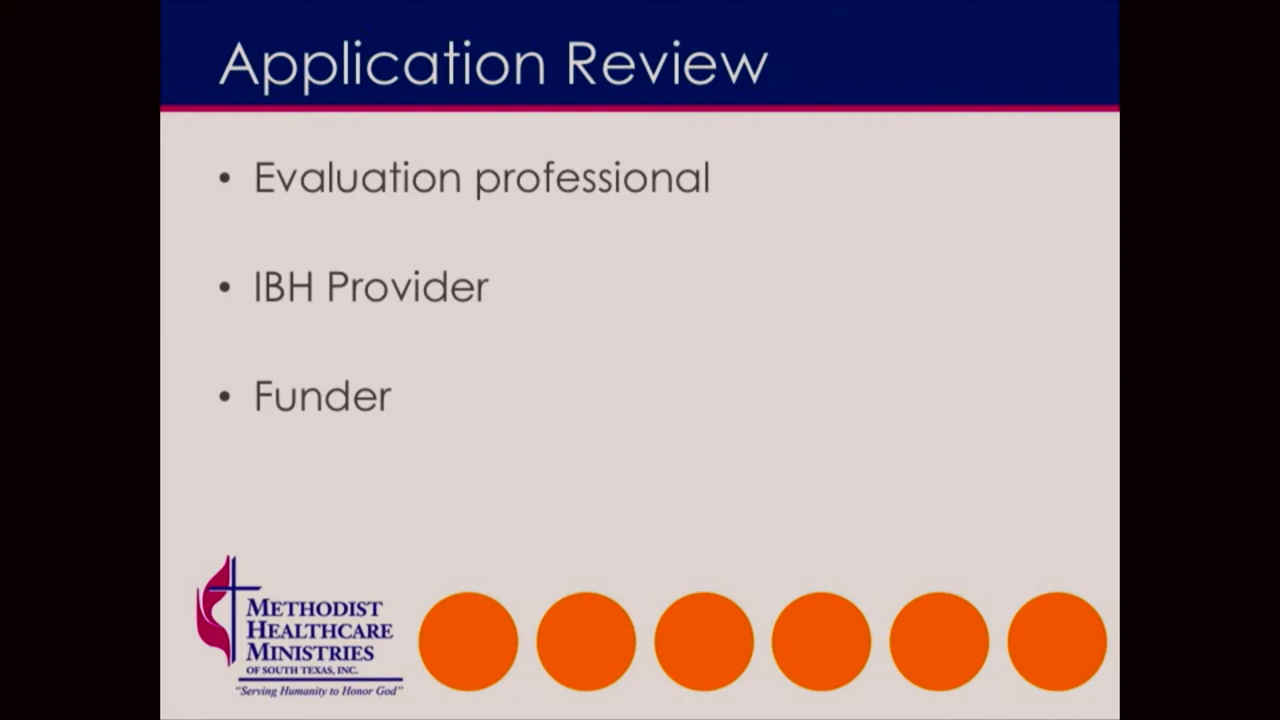 Application Review
• Evaluation professional
• IBH Provider
• Funder
METHODIST
HEALTHCARE
MINISTRIES
OF SOUTH TEXAS, INC.
"Serving Humanity to Honor God"